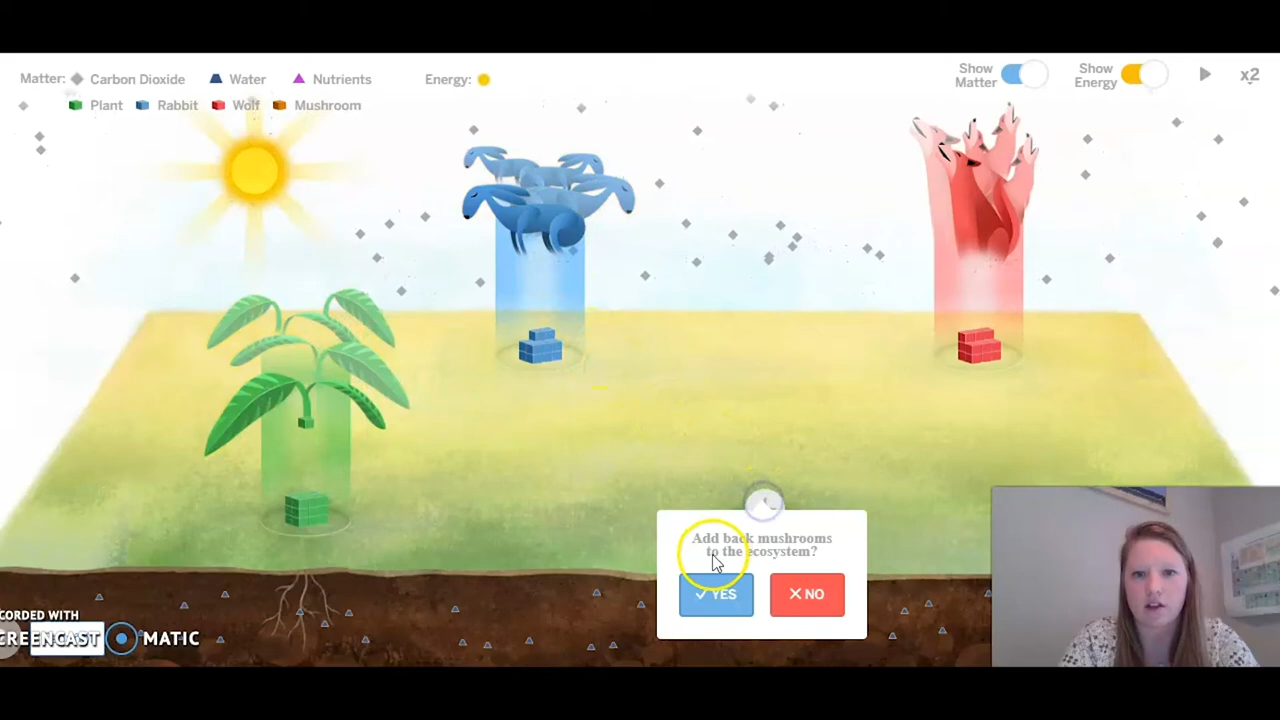 Matter: Carbon Dioxide Water Nutrients Energy:
Plant Rabbit Wolf Mushroom
Show Matter
Show Energy
x2
Add back mushrooms
to the ecosystem?
YES
NO
CORDED WITH
CREENCAST MATIC